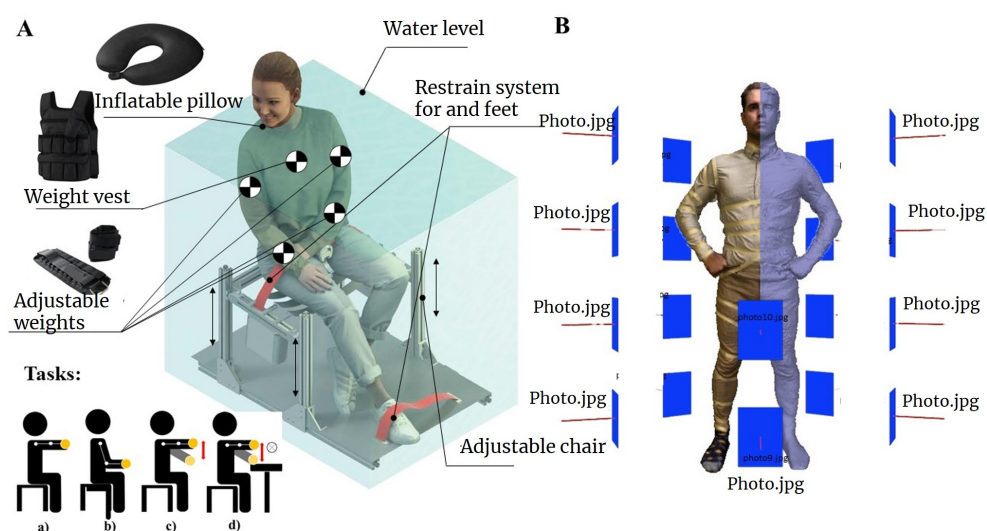 A
Water level
Inflatable pillow
Restrain system
for and feet
Weight vest
Adjustable
weights
Adjustable chair
Tasks:
a)
b)
c)
d)
B
Photo.jpg
Photo.jpg
Photo.jpg
Photo.jpg
Photo.jpg
Photo.jpg
Photo.jpg
Photo.jpg
photo10.jpg
photo9.jpg
Photo.jpg